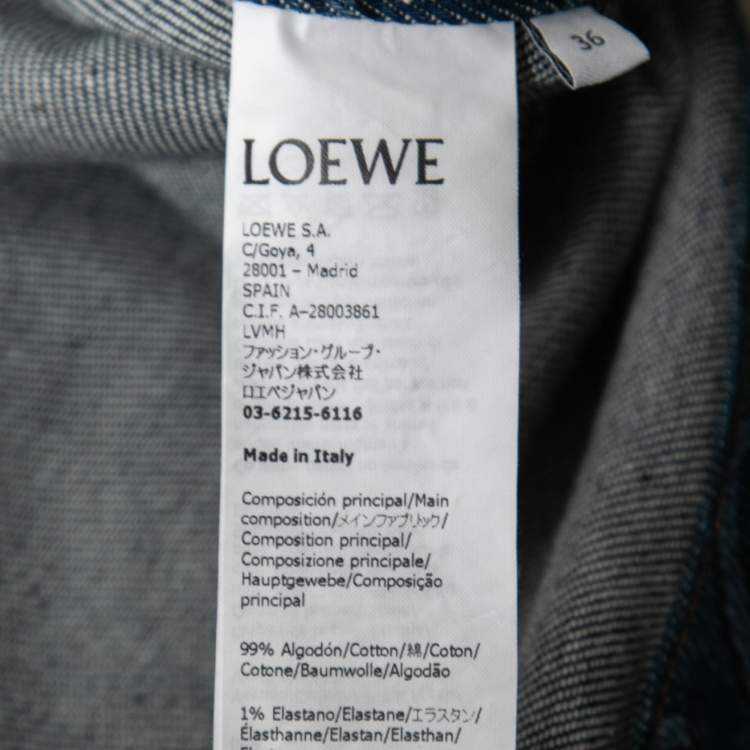 36
LOEWE
LOEWE S.A.
C/Goya, 4
28001 – Madrid
SPAIN
C.I.F. A-28003861
LVMH
ファッション・グループ・
ジャパン株式会社
ロエベジャパン
03-6215-6116
Made in Italy
Composición principal/Main
composition/メインファブリック/
Composition principal/
Composizione principale/
Hauptgewebe/Composição
principal
99% Algodón/Cotton/綿/Coton/
Cotone/Baumwolle/Algodão
1% Elastano/Elastane/エラスタン/
Élasthanne/Elastan/Elasthan/